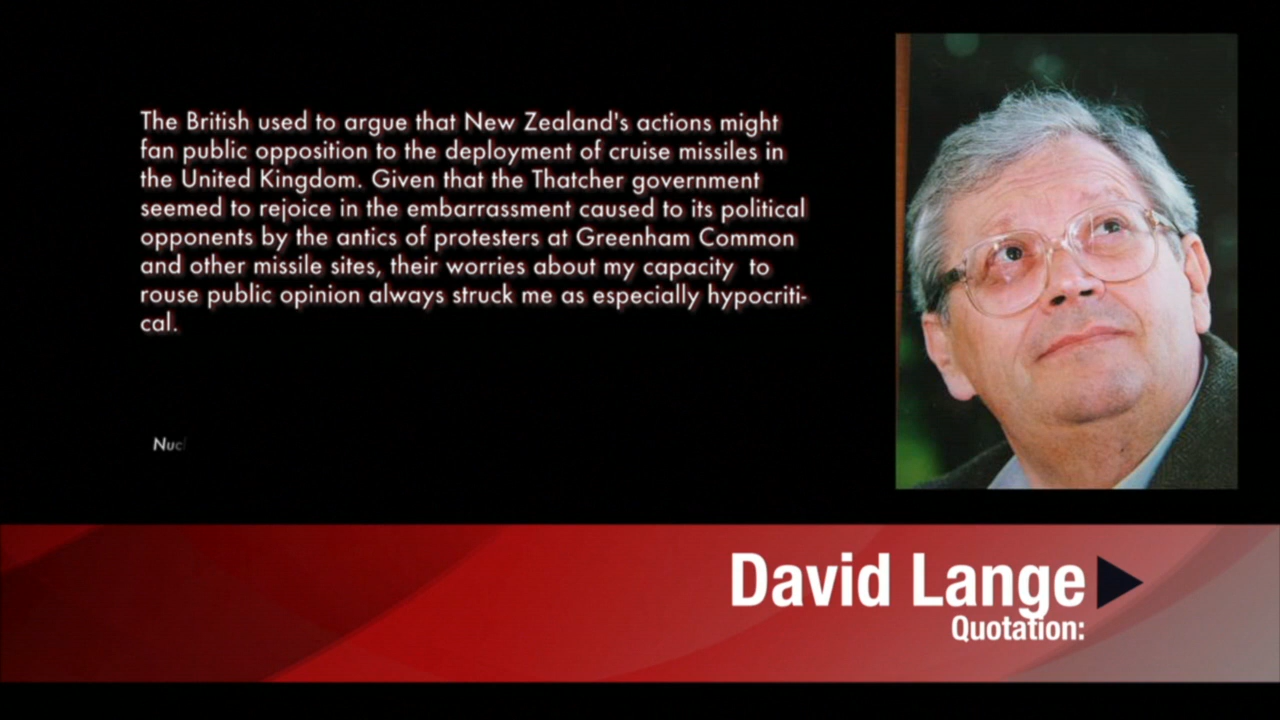 The British used to argue that New Zealand's actions might
fan public opposition to the deployment of cruise missiles in
the United Kingdom. Given that the Thatcher government
seemed to rejoice in the embarrassment caused to its political
opponents by the antics of protesters at Greenham Common
and other missile sites, their worries about my capacity  to
rouse public opinion always struck me as especially hypocriti-
cal.
Nucl
David Lange
Quotation: